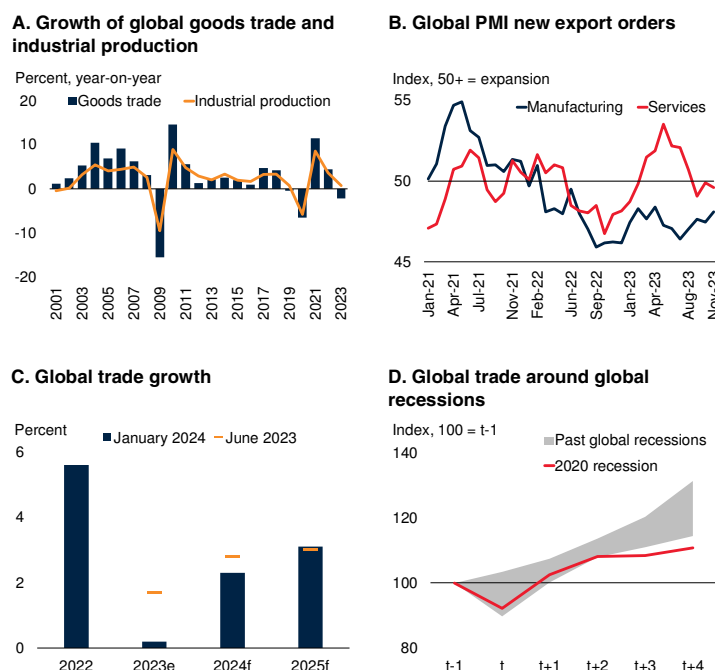 A. Growth of global goods trade and
industrial production
Percent, year-on-year
Goods trade
Industrial production
20
10
0
-10
-20
2001
2003
2005
2007
2009
2011
2013
2015
2017
2019
2021
2023
B. Global PMI new export orders
Index, 50+ = expansion
Manufacturing
Services
55
50
45
Jan-21
Apr-21
Jul-21
Nov-21
Feb-22
Jun-22
Sep-22
Jan-23
Apr-23
Aug-23
Nov-23
C. Global trade growth
Percent
January 2024
June 2023
6
4
2
0
2022
2023e
2024f
2025f
D. Global trade around global
recessions
Index, 100 = t-1
Past global recessions
2020 recession
140
120
100
80
t-1
t
t+1
t+2
t+3
t+4